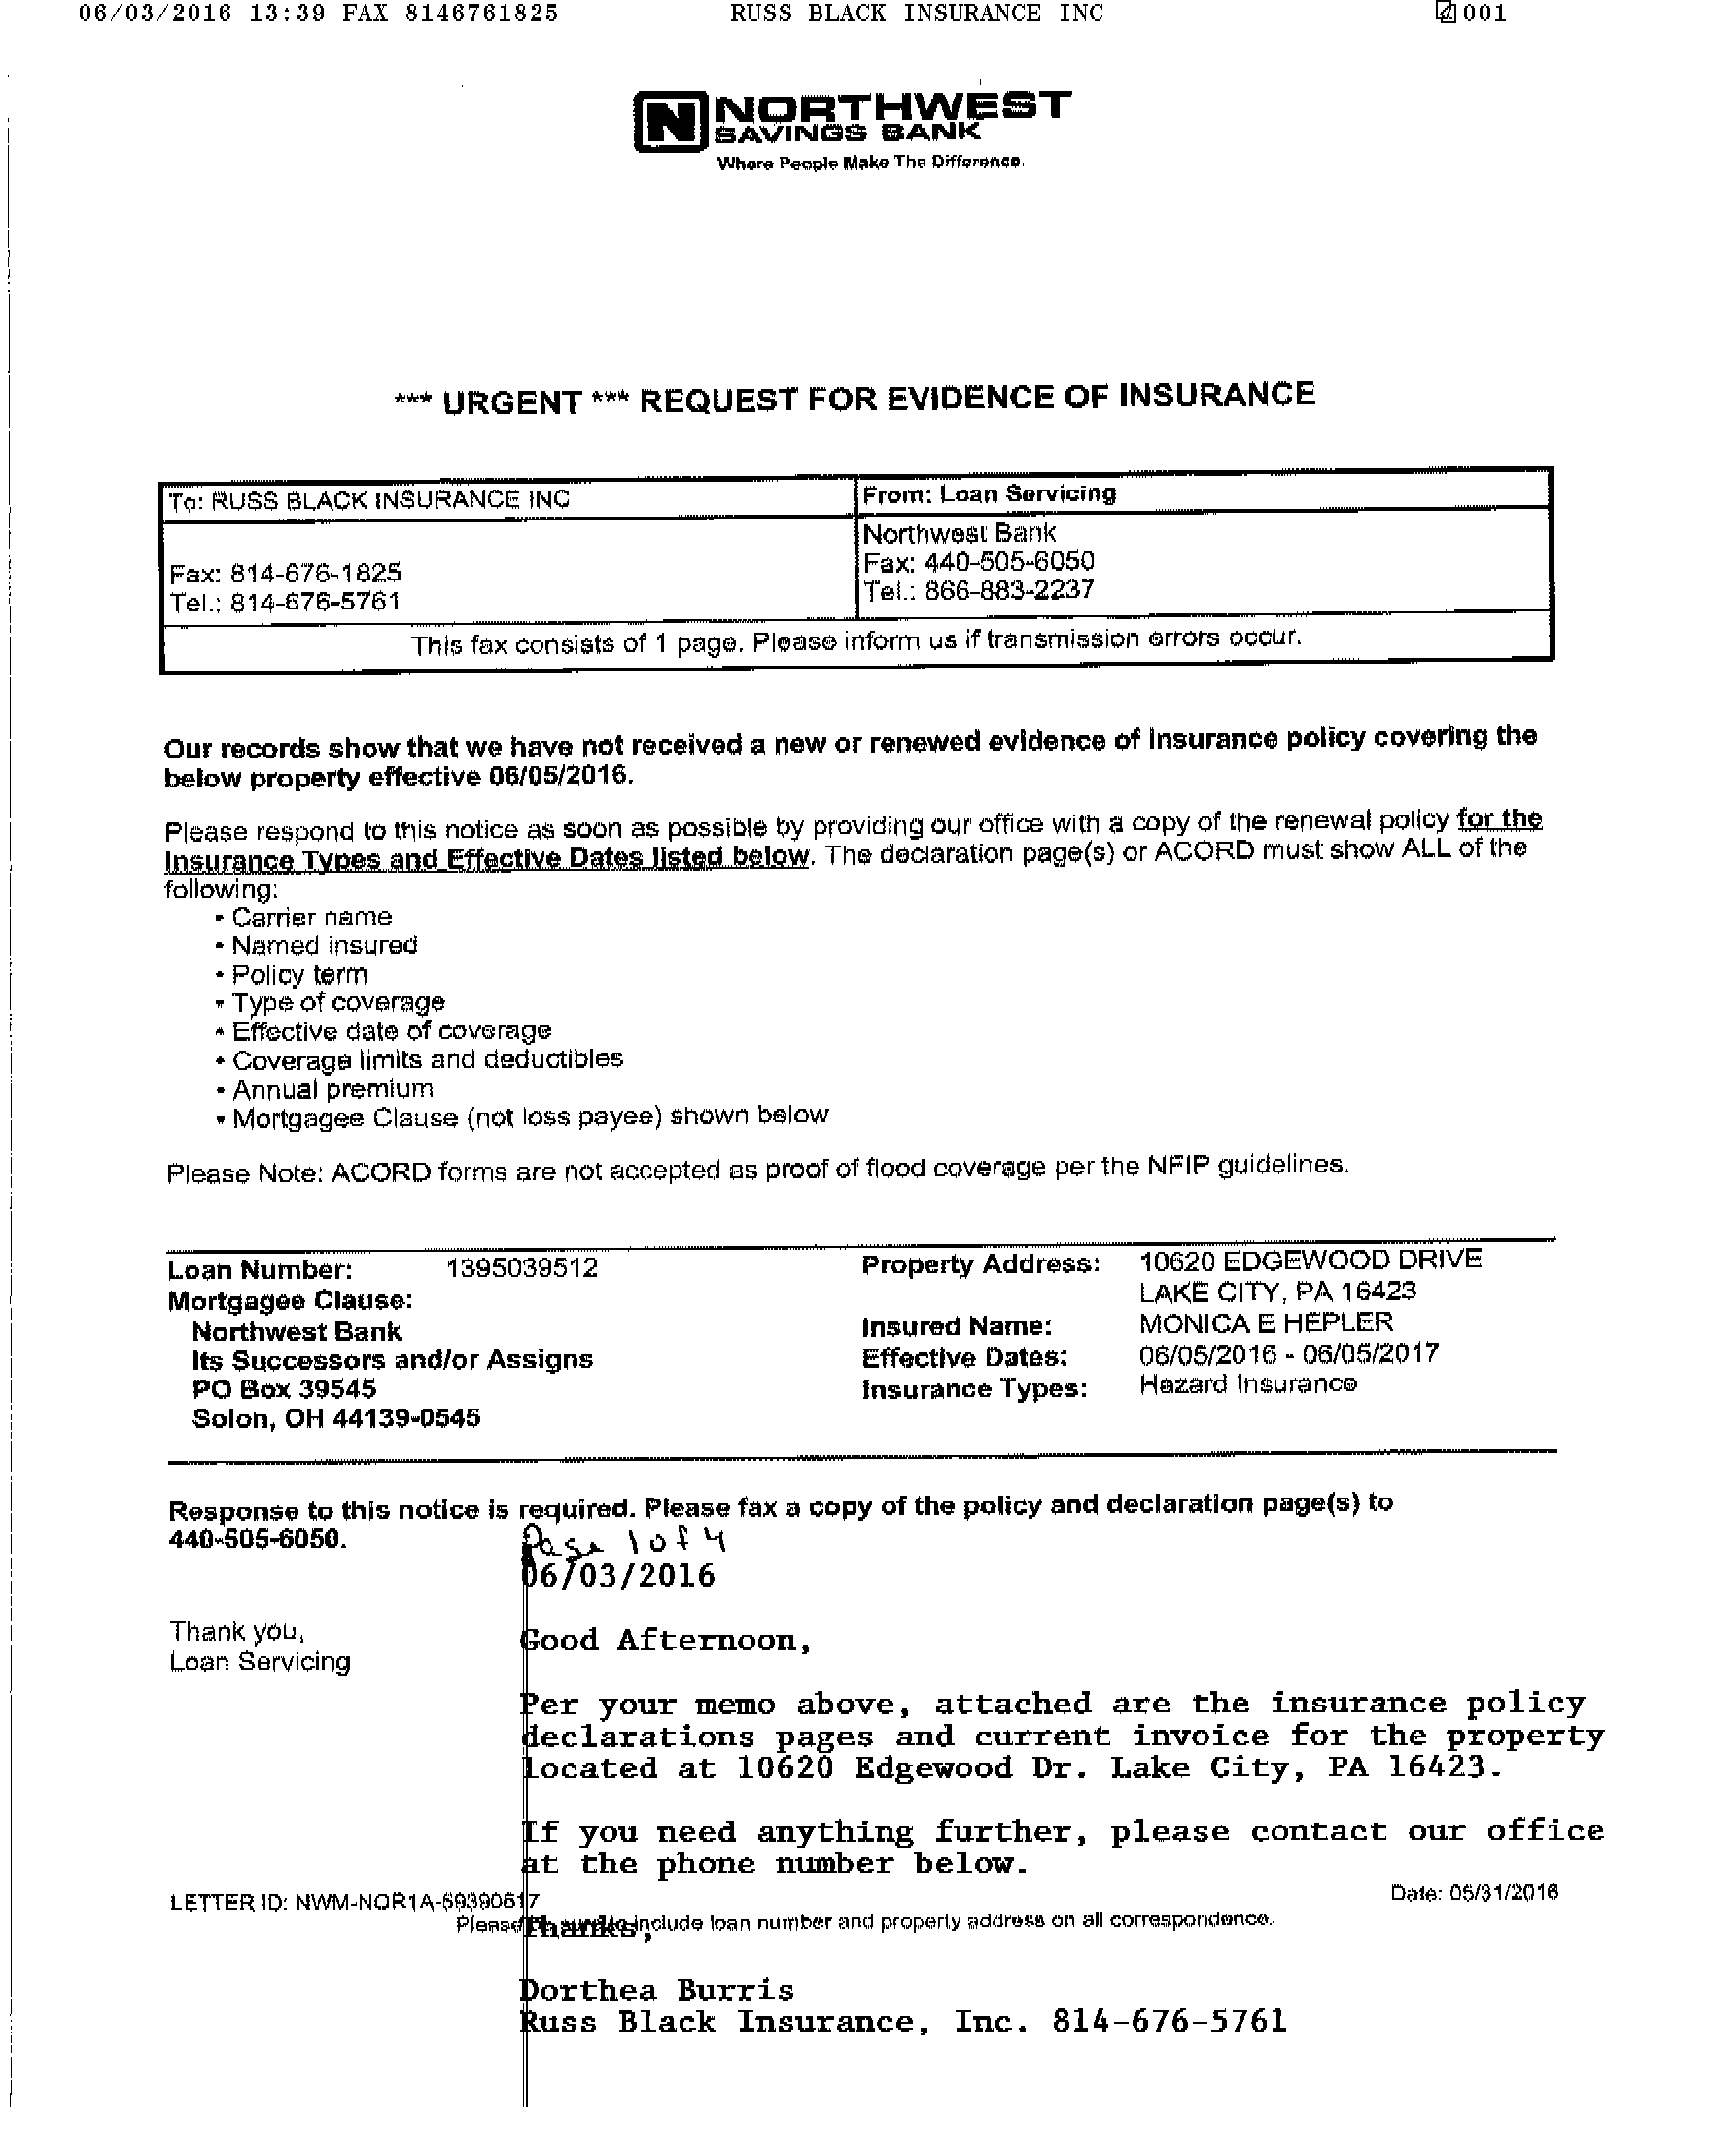 06/03/2016 13:39 FAX 8146761825 RUSS BLACK INSURANCE INC 001
N NORTHWEST
SAVINGS BANK
Where People Make The Difference.
*** URGENT *** REQUEST FOR EVIDENCE OF INSURANCE
To: RUSS BLACK INSURANCE INC
From: Loan Servicing
Northwest Bank
Fax: 814-676-1825
Fax: 440-505-6050
Tel.: 814-676-5761
Tel.: 866-883-2237
This fax consists of 1 page. Please inform us if transmission errors occur.
Our records show that we have not received a new or renewed evidence of insurance policy covering the
below property effective 06/05/2016.
Please respond to this notice as soon as possible by providing our office with a copy of the renewal policy for the
Insurance Types and Effective Dates listed below. The declaration page(s) or ACORD must show ALL of the
following:
• Carrier name
• Named insured
• Policy term
• Type of coverage
• Effective date of coverage
• Coverage limits and deductibles
• Annual premium
• Mortgagee Clause (not loss payee) shown below
Please Note: ACORD forms are not accepted as proof of flood coverage per the NFIP guidelines.
Loan Number: 1395039512
Mortgagee Clause:
Northwest Bank
Its Successors and/or Assigns
PO Box 39545
Solon, OH 44139-0545
Property Address: 10620 EDGEWOOD DRIVE
LAKE CITY, PA 16423
Insured Name: MONICA E HEPLER
Effective Dates: 06/05/2016 - 06/05/2017
Insurance Types: Hazard Insurance
Response to this notice is required. Please fax a copy of the policy and declaration page(s) to
440-505-6050.
Page 1 of 4
06/03/2016
Thank you,
Loan Servicing
Good Afternoon,
Per your memo above, attached are the insurance policy
declarations pages and current invoice for the property
located at 10620 Edgewood Dr. Lake City, PA 16423.
If you need anything further, please contact our office
at the phone number below.
LETTER ID: NWM-NOR1A-59390517
Date: 05/31/2016
Please include loan number and property address on all correspondence.
Thanks,
Dorthea Burris
Russ Black Insurance, Inc. 814-676-5761